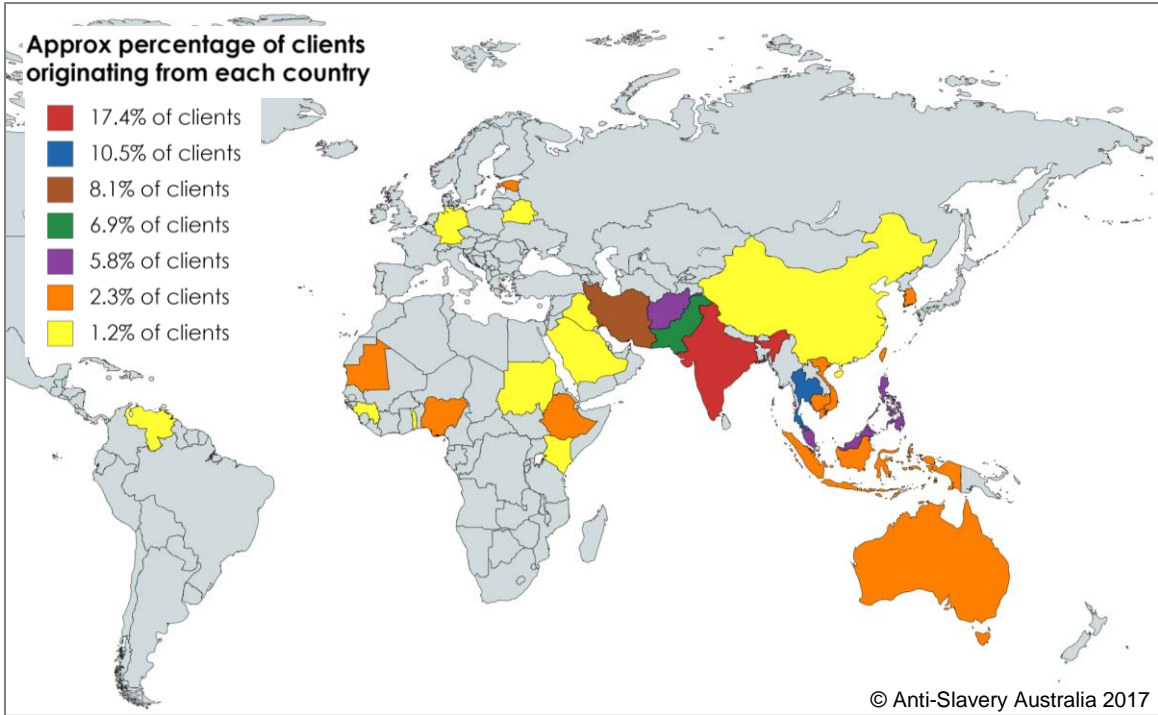 Approx percentage of clients
originating from each country
17.4% of clients
10.5% of clients
8.1% of clients
6.9% of clients
5.8% of clients
2.3% of clients
1.2% of clients
© Anti-Slavery Australia 2017